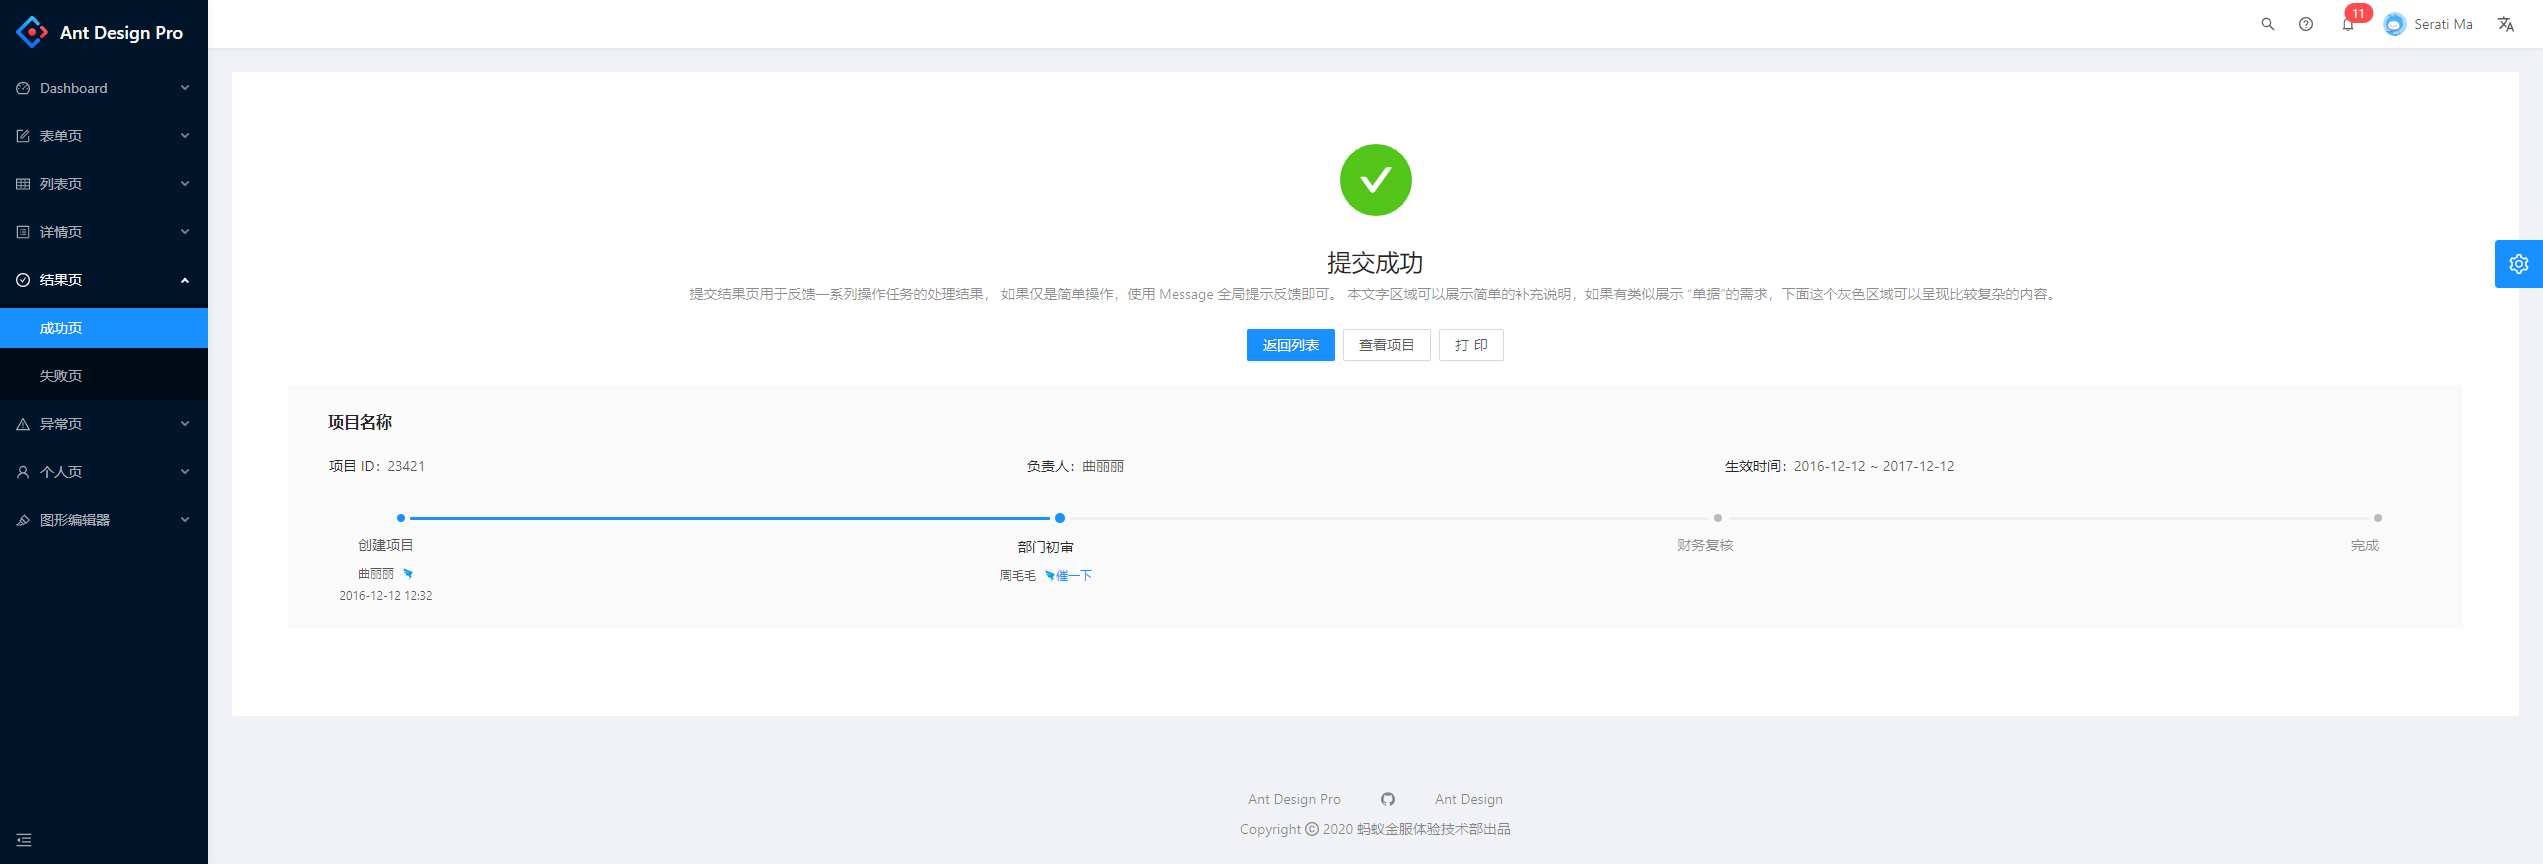 Ant Design Pro
11
Serati Ma
Dashboard
表单页
列表页
详情页
结果页
成功页
失败页
异常页
个人页
图形编辑器
提交成功
提交结果页用于反馈一系列操作任务的处理结果， 如果仅是简单操作，使用 Message 全局提示反馈即可。 本文字区域可以展示简单的补充说明，如果有类似展示 “单据”的需求，下面这个灰色区域可以呈现比较复杂的内容。
返回列表 查看项目 打 印
项目名称
项目 ID：23421 负责人：曲丽丽 生效时间：2016-12-12 ~ 2017-12-12
创建项目 部门初审 财务复核 完成
曲丽丽 周毛毛 催一下
2016-12-12 12:32
Ant Design Pro Ant Design
Copyright © 2020 蚂蚁金服体验技术部出品